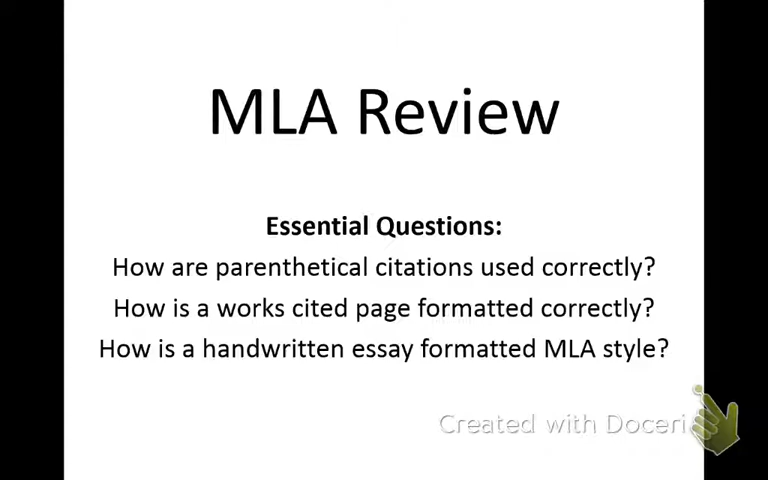 MLA Review
Essential Questions:
How are parenthetical citations used correctly?
How is a works cited page formatted correctly?
How is a handwritten essay formatted MLA style?
Created with Doceri